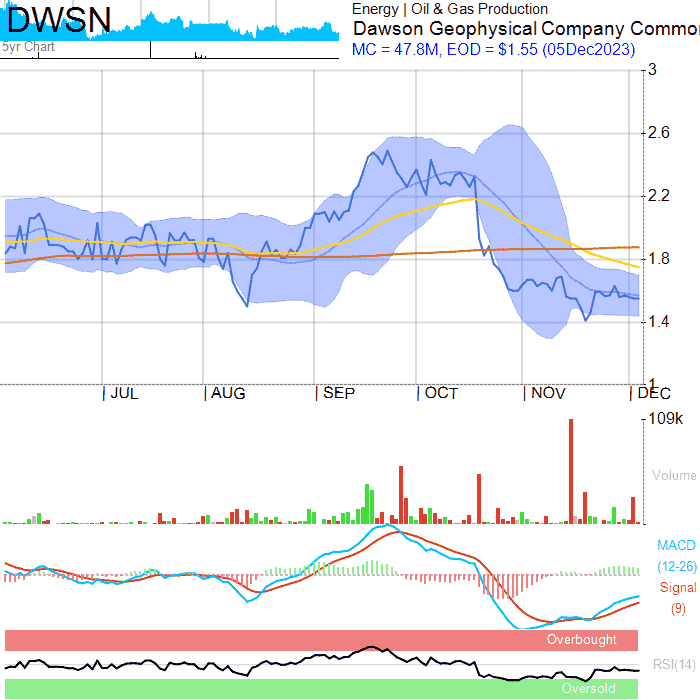 DWSN
5yr Chart
Energy | Oil & Gas Production
Dawson Geophysical Company Commo
MC = 47.8M, EOD = $1.55 (05Dec2023)
3
2.6
2.2
1.8
1.4
1
| JUL | AUG | SEP | OCT | NOV | DEC
109k
Volume
MACD
(12-26)
Signal
(9)
Overbought
RSI(14)
Oversold